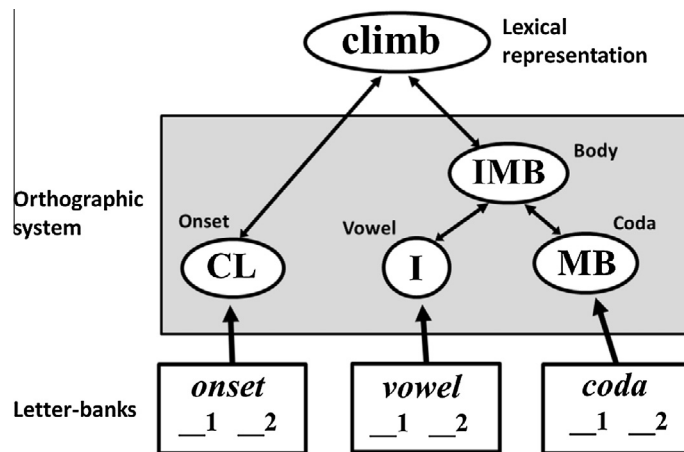 climb
Lexical
representation
Body
IMB
Orthographic
system
Onset
CL
Vowel
I
Coda
MB
Letter-banks
onset
__1 __2
vowel
__1 __2
coda
__1 __2